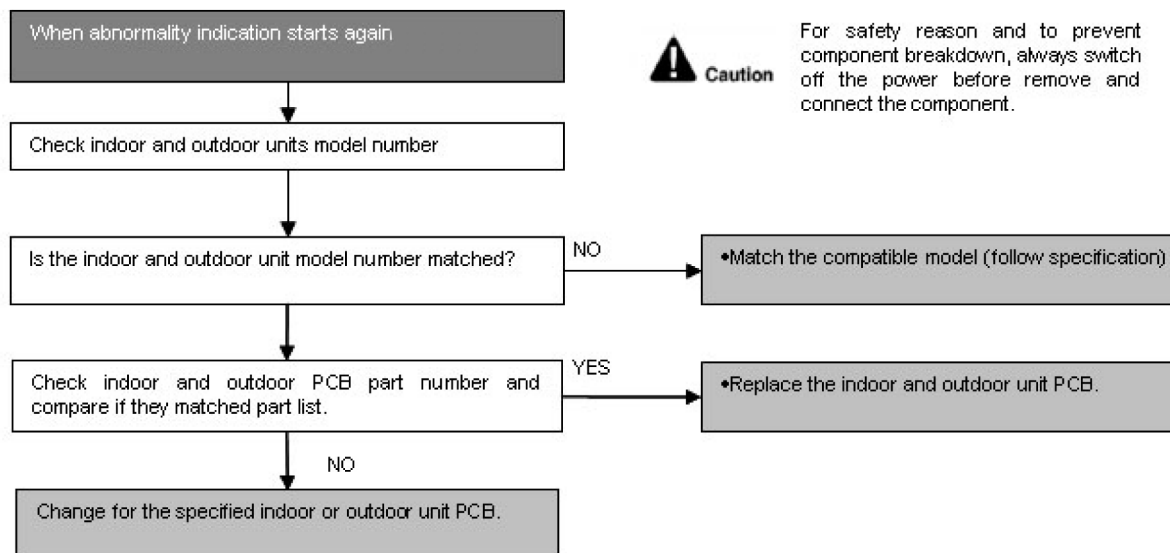 When abnormality indication starts again
For safety reason and to prevent
component breakdown, always switch
off the power before remove and
connect the component.
Caution
Check indoor and outdoor units model number
Is the indoor and outdoor unit model number matched?
NO
•Match the compatible model (follow specification)
Check indoor and outdoor PCB part number and
compare if they matched part list.
YES
•Replace the indoor and outdoor unit PCB.
NO
Change for the specified indoor or outdoor unit PCB.